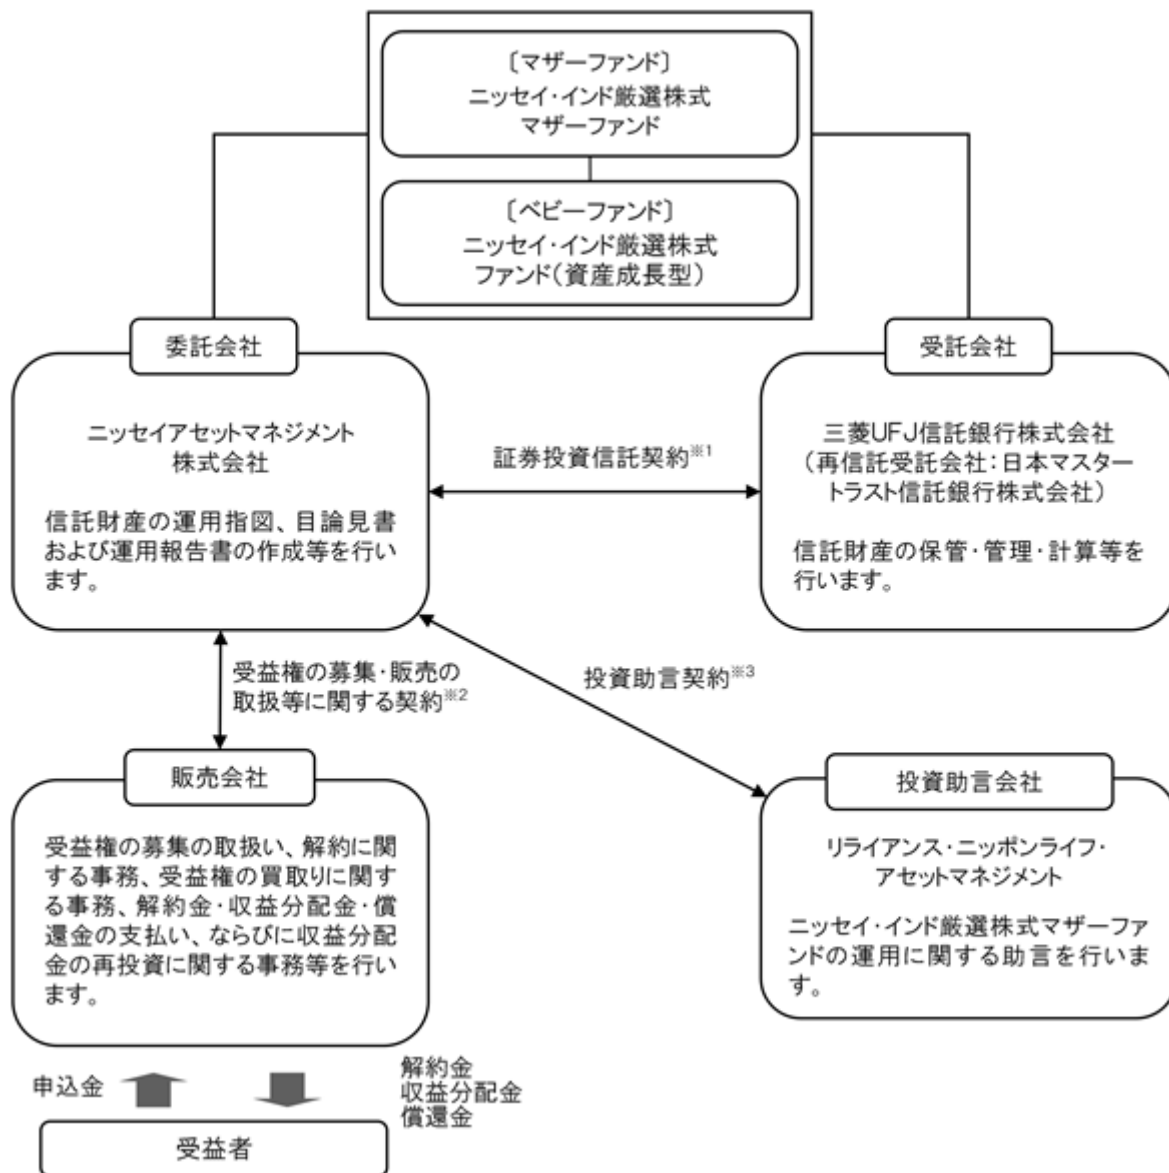 〔マザーファンド〕
ニッセイ・インド厳選株式
マザーファンド
〔ベビーファンド〕
ニッセイ・インド厳選株式
ファンド(資産成長型)
委託会社
ニッセイアセットマネジメント
株式会社
信託財産の運用指図、目論見書
および運用報告書の作成等を行い
ます。
証券投資信託契約※1
受託会社
三菱UFJ信託銀行株式会社
(再信託受託会社:日本マスター
トラスト信託銀行株式会社)
信託財産の保管・管理・計算等を
行います。
受益権の募集・販売の
取扱等に関する契約※2
投資助言契約※3
販売会社
受益権の募集の取扱い、解約に関
する事務、受益権の買取りに関す
る事務、解約金・収益分配金・償
還金の支払い、ならびに収益分配
金の再投資に関する事務等を行い
ます。
投資助言会社
リライアンス・ニッポンライフ・
アセットマネジメント
ニッセイ・インド厳選株式マザーファ
ンドの運用に関する助言を行いま
す。
申込金
解約金
収益分配金
償還金
受益者